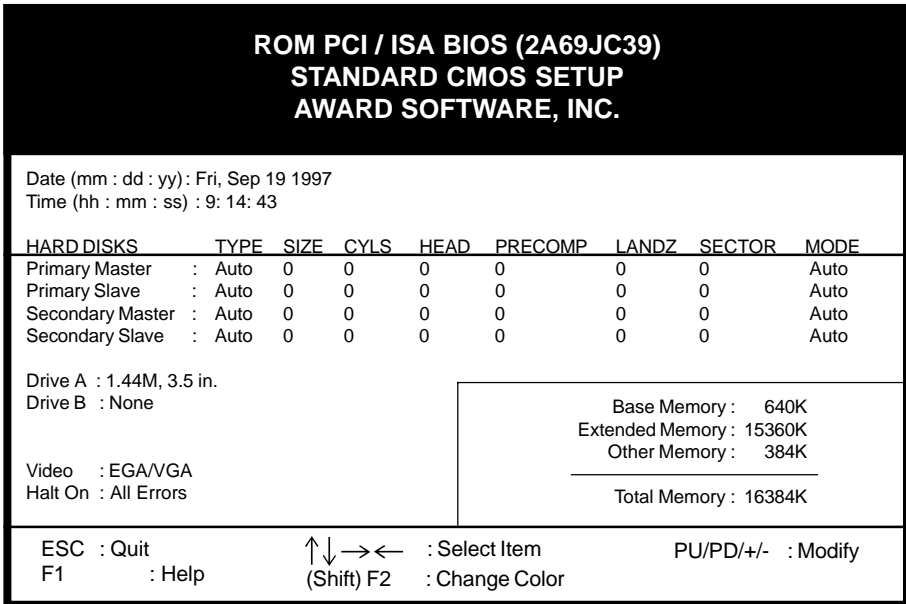 ROM PCI / ISA BIOS (2A69JC39)
STANDARD CMOS SETUP
AWARD SOFTWARE, INC.
Date (mm : dd : yy) : Fri, Sep 19 1997
Time (hh : mm : ss) : 9: 14: 43
HARD DISKS TYPE SIZE CYLS HEAD PRECOMP LANDZ SECTOR MODE
Primary Master : Auto 0 0 0 0 0 0 Auto
Primary Slave : Auto 0 0 0 0 0 0 Auto
Secondary Master : Auto 0 0 0 0 0 0 Auto
Secondary Slave : Auto 0 0 0 0 0 0 Auto
Drive A : 1.44M, 3.5 in.
Drive B : None
Video : EGA/VGA
Halt On : All Errors
Base Memory : 640K
Extended Memory : 15360K
Other Memory : 384K
Total Memory : 16384K
ESC : Quit ↑↓→← : Select Item PU/PD/+/- : Modify
F1 : Help (Shift) F2 : Change Color